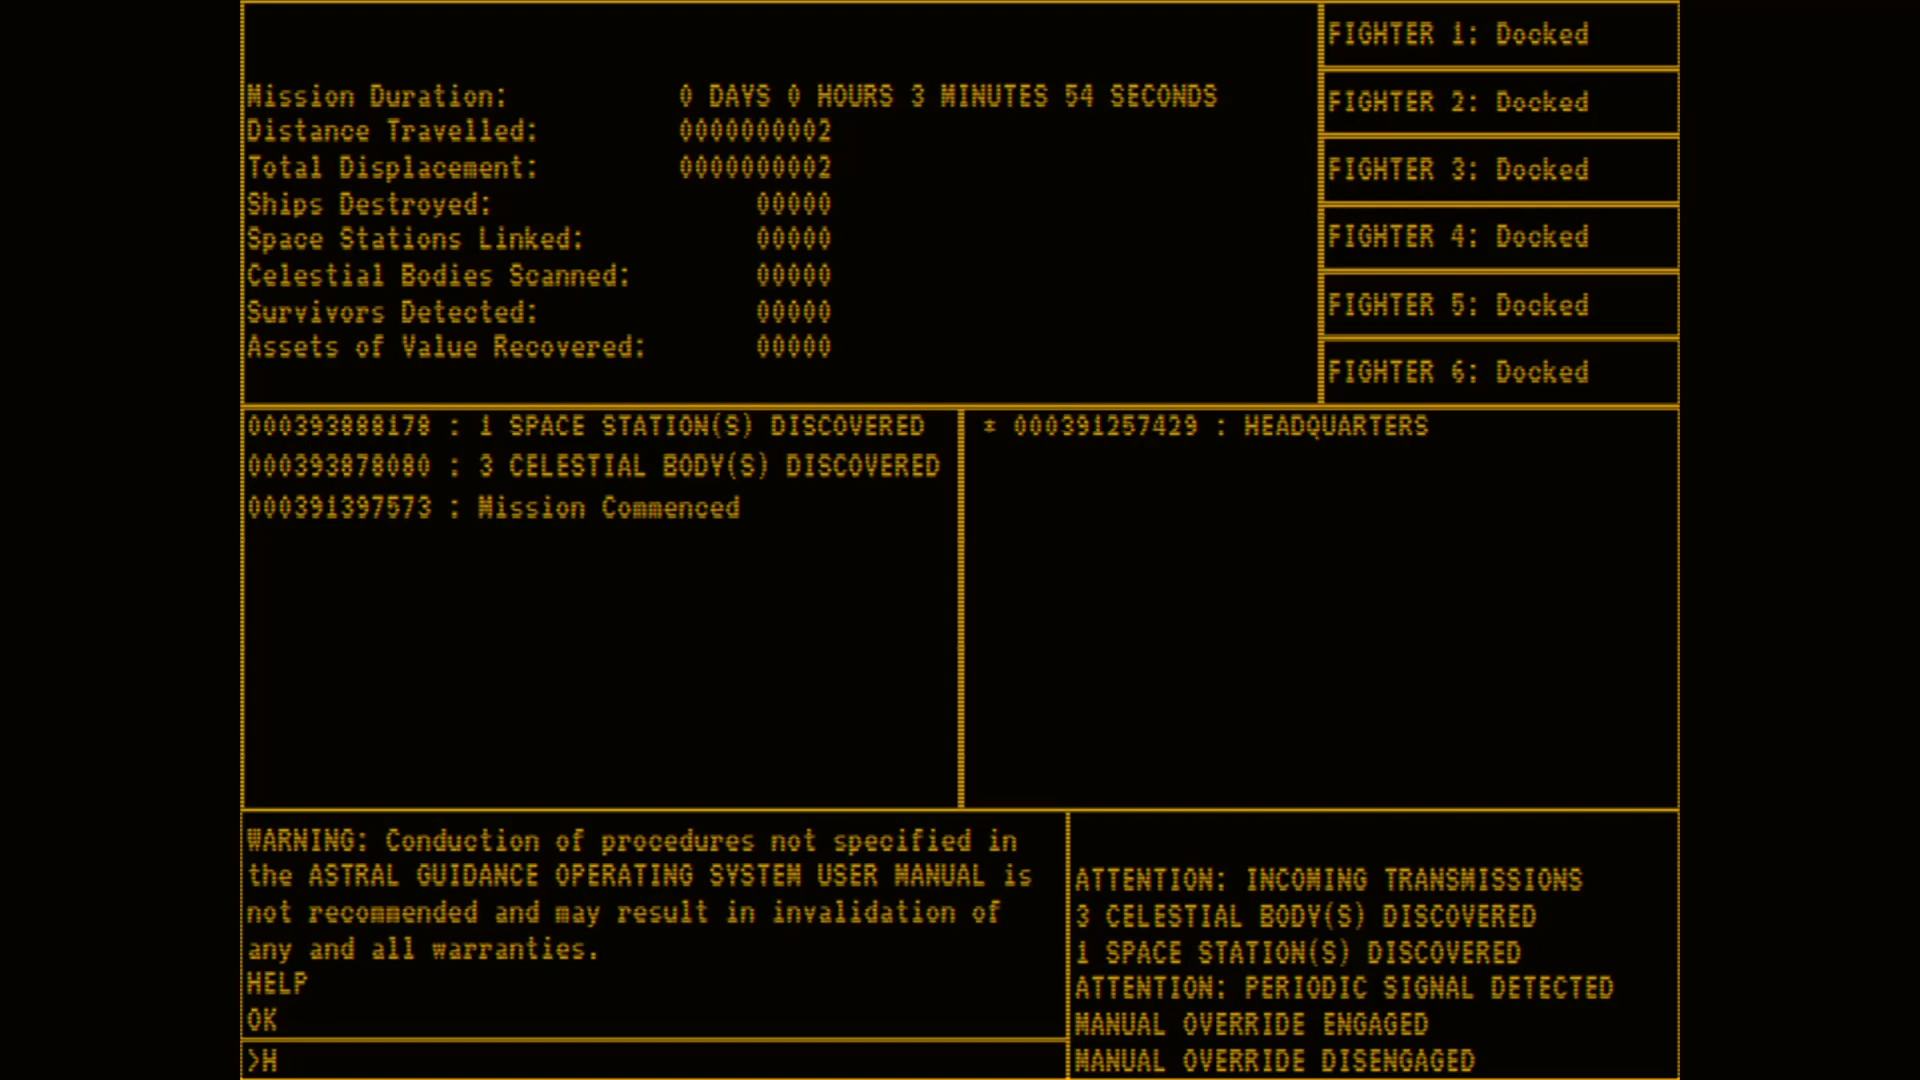 Mission Duration: 0 DAYS 0 HOURS 3 MINUTES 54 SECONDS
Distance Travelled: 0000000002
Total Displacement: 0000000002
Ships Destroyed: 00000
Space Stations Linked: 00000
Celestial Bodies Scanned: 00000
Survivors Detected: 00000
Assets of Value Recovered: 00000
FIGHTER 1: Docked
FIGHTER 2: Docked
FIGHTER 3: Docked
FIGHTER 4: Docked
FIGHTER 5: Docked
FIGHTER 6: Docked
000393888178 : 1 SPACE STATION(S) DISCOVERED
000393878080 : 3 CELESTIAL BODY(S) DISCOVERED
000391397573 : Mission Commenced
* 000391257429 : HEADQUARTERS
WARNING: Conduction of procedures not specified in
the ASTRAL GUIDANCE OPERATING SYSTEM USER MANUAL is
not recommended and may result in invalidation of
any and all warranties.
HELP
OK
>H
ATTENTION: INCOMING TRANSMISSIONS
3 CELESTIAL BODY(S) DISCOVERED
1 SPACE STATION(S) DISCOVERED
ATTENTION: PERIODIC SIGNAL DETECTED
MANUAL OVERRIDE ENGAGED
MANUAL OVERRIDE DISENGAGED